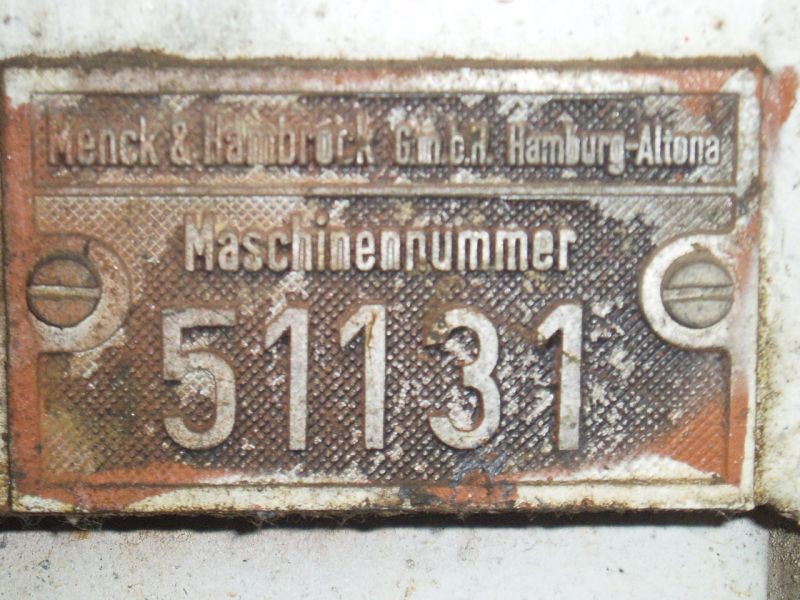 Menck & Hambrock G.m.b.H. Hamburg-Altona
Maschinennummer
51131